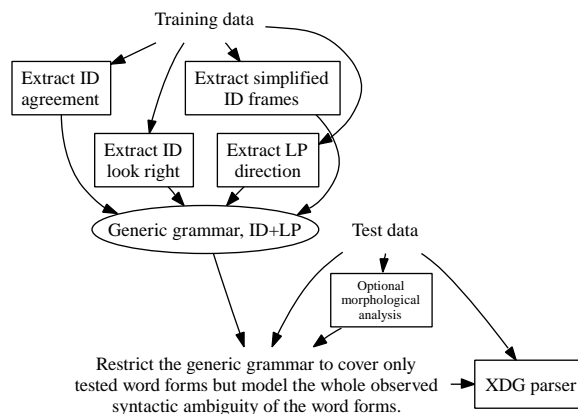 Training data
Extract ID
agreement
Extract simplified
ID frames
Extract ID
look right
Extract LP
direction
Generic grammar, ID+LP
Test data
Optional
morphological
analysis
Restrict the generic grammar to cover only
tested word forms but model the whole observed
syntactic ambiguity of the word forms.
XDG parser